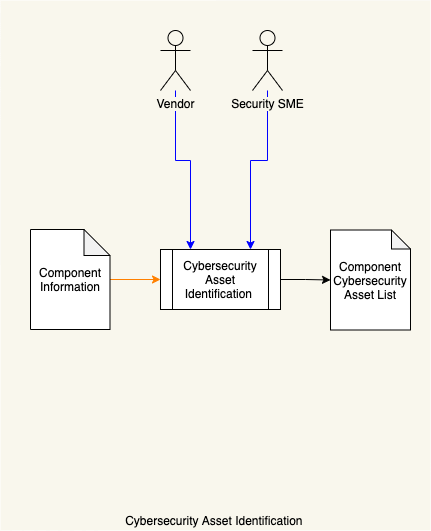 Vendor
Security SME
Component
Information
Cybersecurity
Asset
Identification
Component
Cybersecurity
Asset List
Cybersecurity Asset Identification